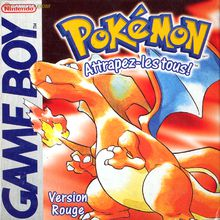 Nintendo
GAME BOY
POKéMON
Attrapez-les tous!
Version
Rouge